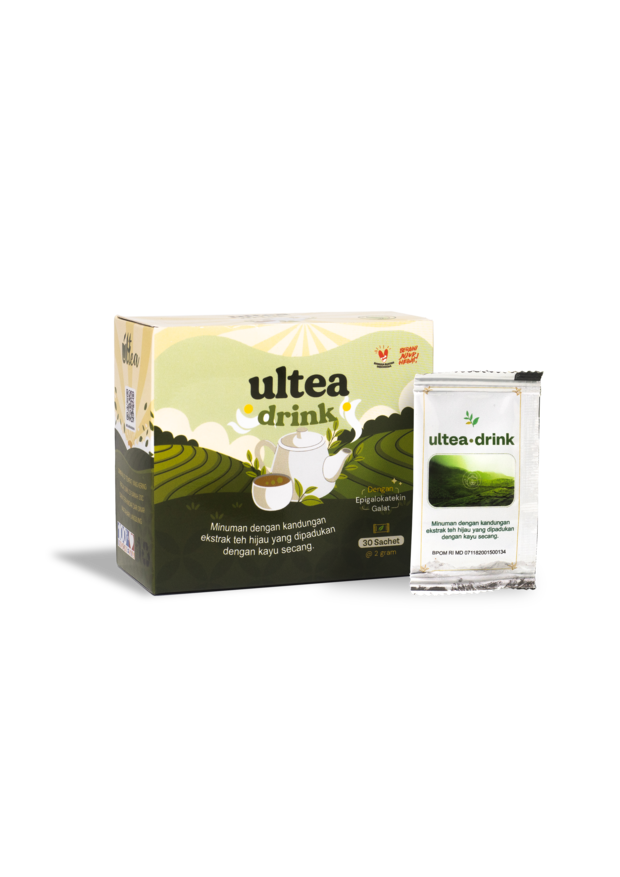 ultea
drink
Dengan
Epigalokatekin
Galat
Minuman dengan kandungan
ekstrak teh hijau yang dipadukan
dengan kayu secang.
30 Sachet
@ 2 gram
ultea
ultea•drink
Minuman dengan kandungan
ekstrak teh hijau yang dipadukan
dengan kayu secang.
BPOM RI MD 071162001500134